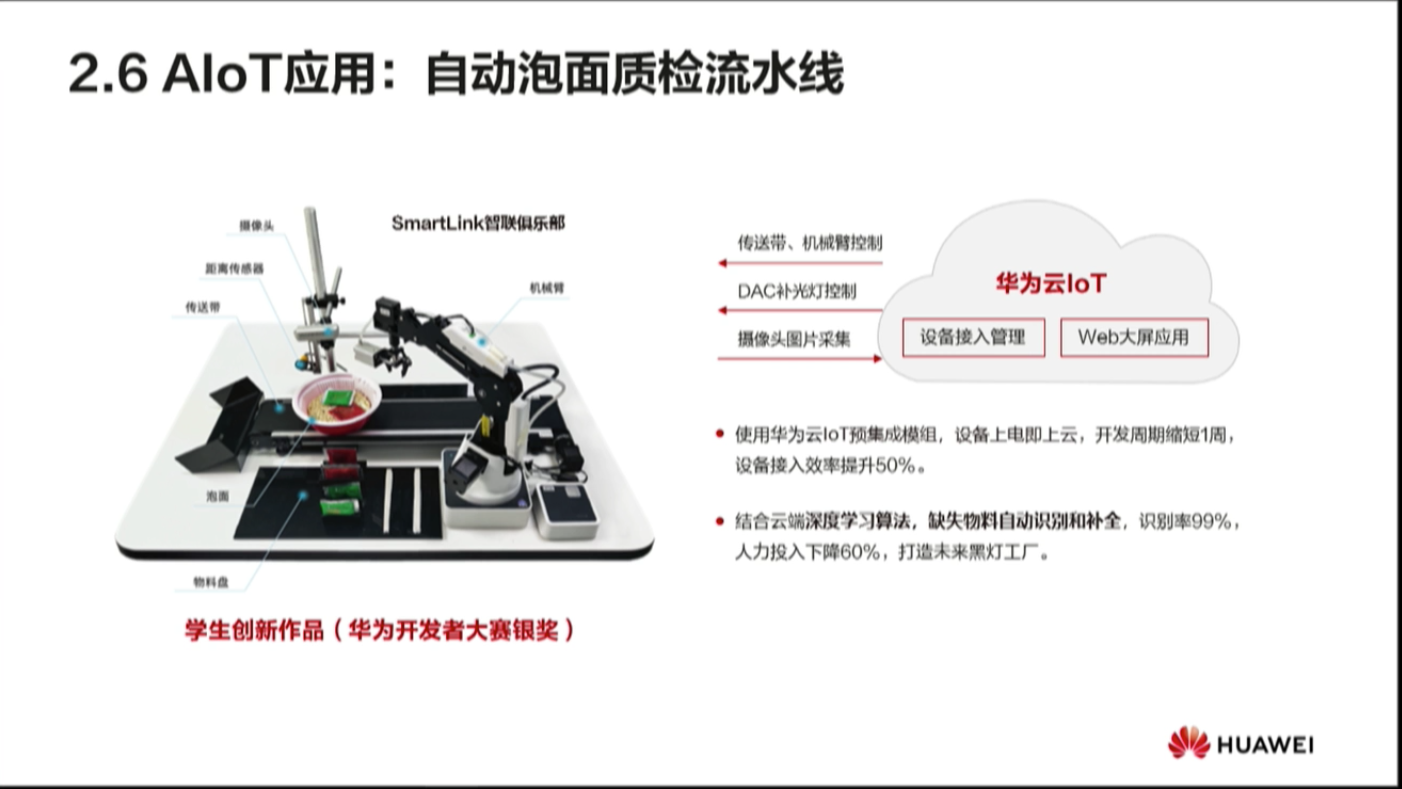 2.6 AIoT应用：自动泡面质检流水线
SmartLink智联俱乐部
摄像头
距离传感器
传送带
机械臂
泡面
物料盘
学生创新作品（华为开发者大赛银奖）
传送带、机械臂控制
DAC补光灯控制
摄像头图片采集
华为云IoT
设备接入管理
Web大屏应用
使用华为云IoT预集成模组，设备上电即上云，开发周期缩短1周，
设备接入效率提升50%。
结合云端深度学习算法，缺失物料自动识别和补全，识别率99%，
人力投入下降60%，打造未来黑灯工厂。
HUAWEI